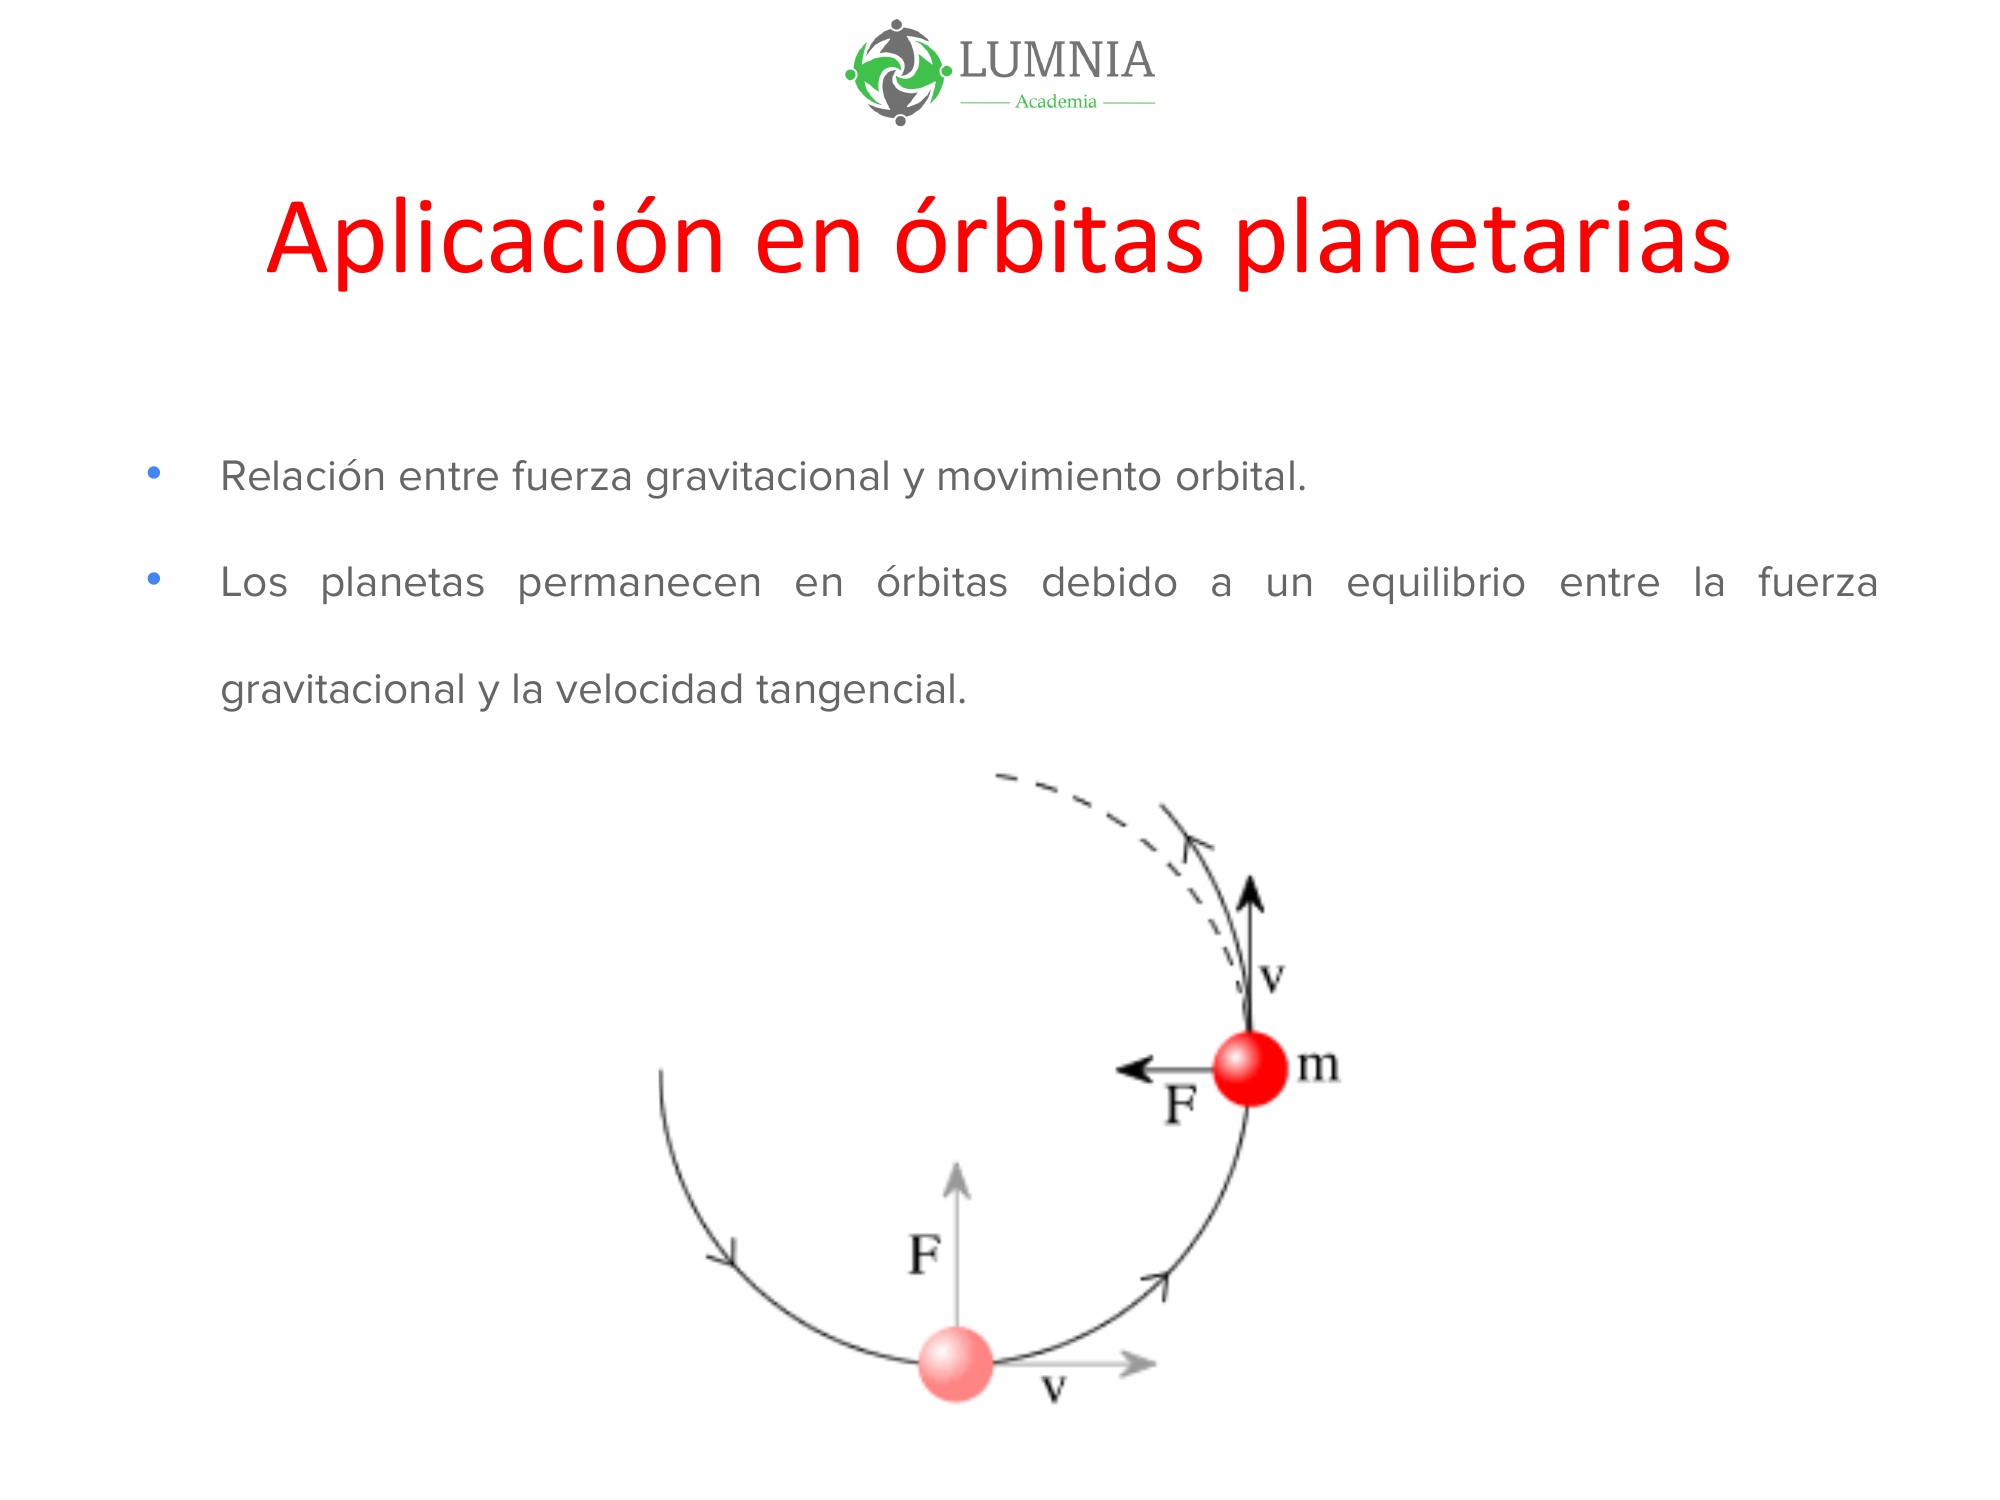 LUMNIA
Academia
Aplicación en órbitas planetarias
• Relación entre fuerza gravitacional y movimiento orbital.
• Los planetas permanecen en órbitas debido a un equilibrio entre la fuerza
gravitacional y la velocidad tangencial.
v
m
F
F
v